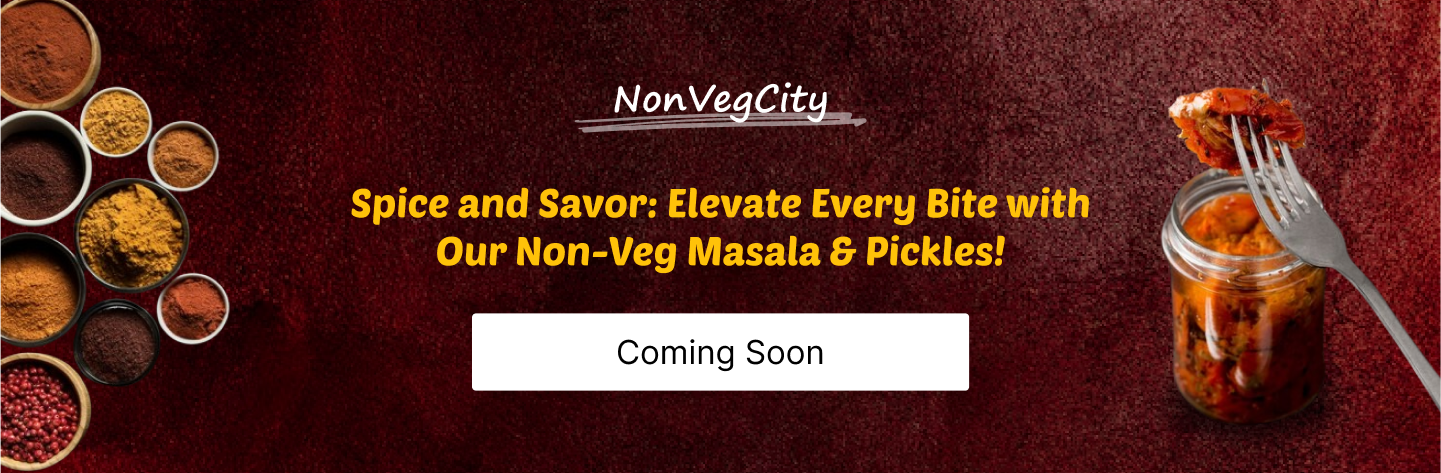 NonVegCity
Spice and Savor: Elevate Every Bite with
Our Non-Veg Masala & Pickles!
Coming Soon